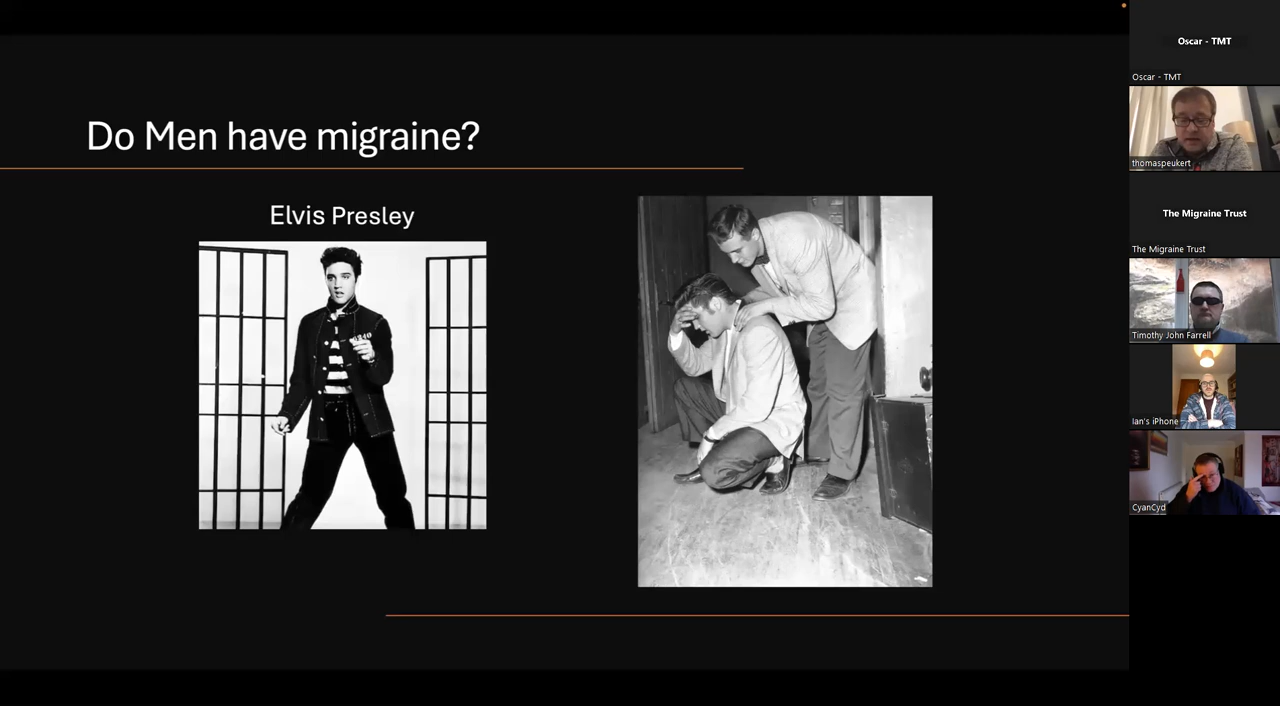 Do Men have migraine?
Elvis Presley
Oscar - TMT
Oscar - TMT
thomaspeukert
The Migraine Trust
The Migraine Trust
Timothy John Farrell
Ian's iPhone
CyanCyd